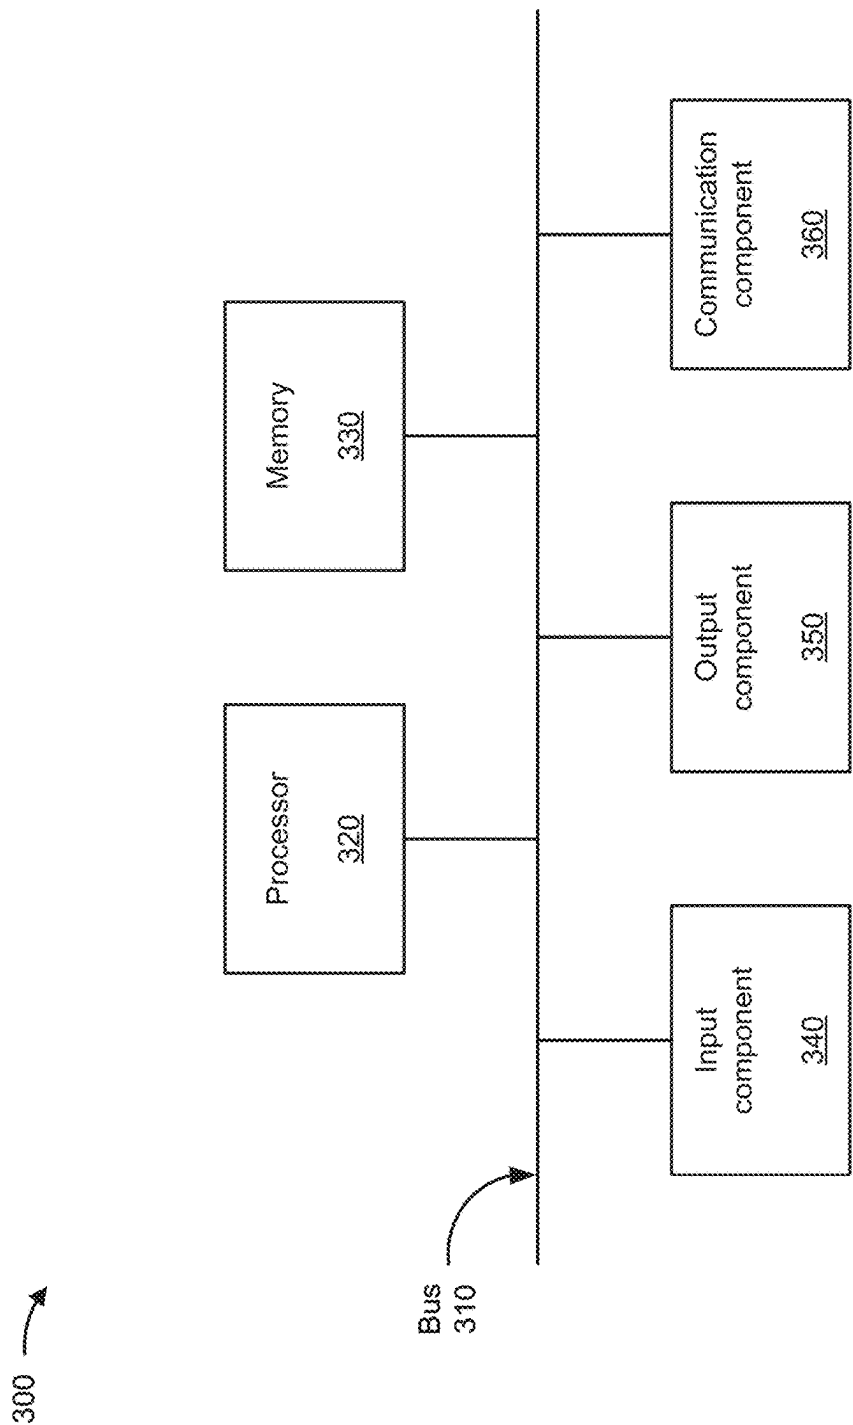 300
Bus
310
Processor
320
Memory
330
Input
component
340
Output
component
350
Communication
component
360